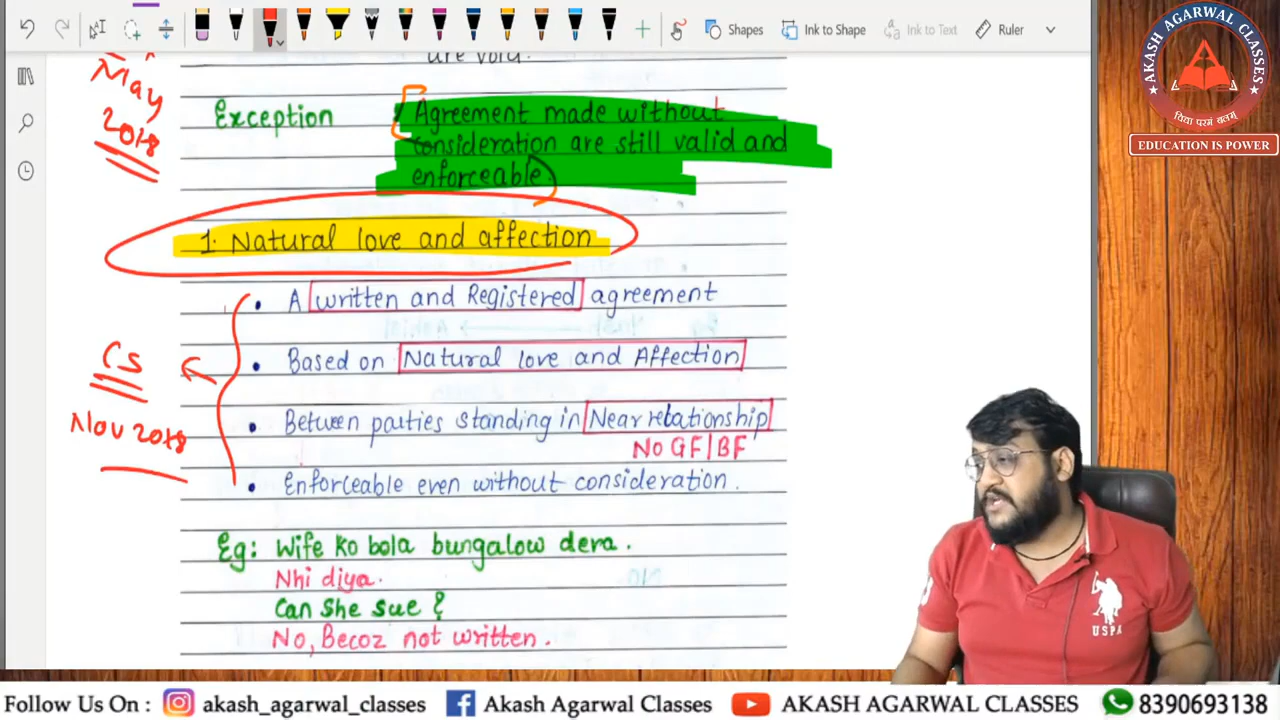 Shapes
Ink to Shape
Ink to Text
Ruler
AKASH AGARWAL CLASSES
विद्या परमं बलम्
EDUCATION IS POWER
May
2018
are void.
Exception
Agreement made without
consideration are still valid and
enforceable
1. Natural love and affection
• A written and Registered agreement
• Based on Natural love and Affection
• Between parties standing in Near relationship
No GF/BF
• Enforceable even without consideration.
CS
Nov 2018
Eg: Wife ko bola bungalow dera.
Nhi diya.
Can She sue ?
No, Becoz not written.
USPA
Follow Us On : akash_agarwal_classes Akash Agarwal Classes AKASH AGARWAL CLASSES 8390693138